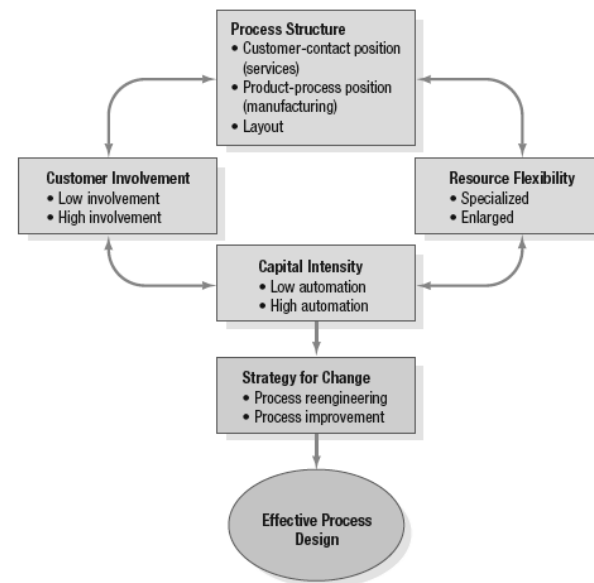 Process Structure
• Customer-contact position
(services)
• Product-process position
(manufacturing)
• Layout
Customer Involvement
• Low involvement
• High involvement
Resource Flexibility
• Specialized
• Enlarged
Capital Intensity
• Low automation
• High automation
Strategy for Change
• Process reengineering
• Process improvement
Effective Process
Design